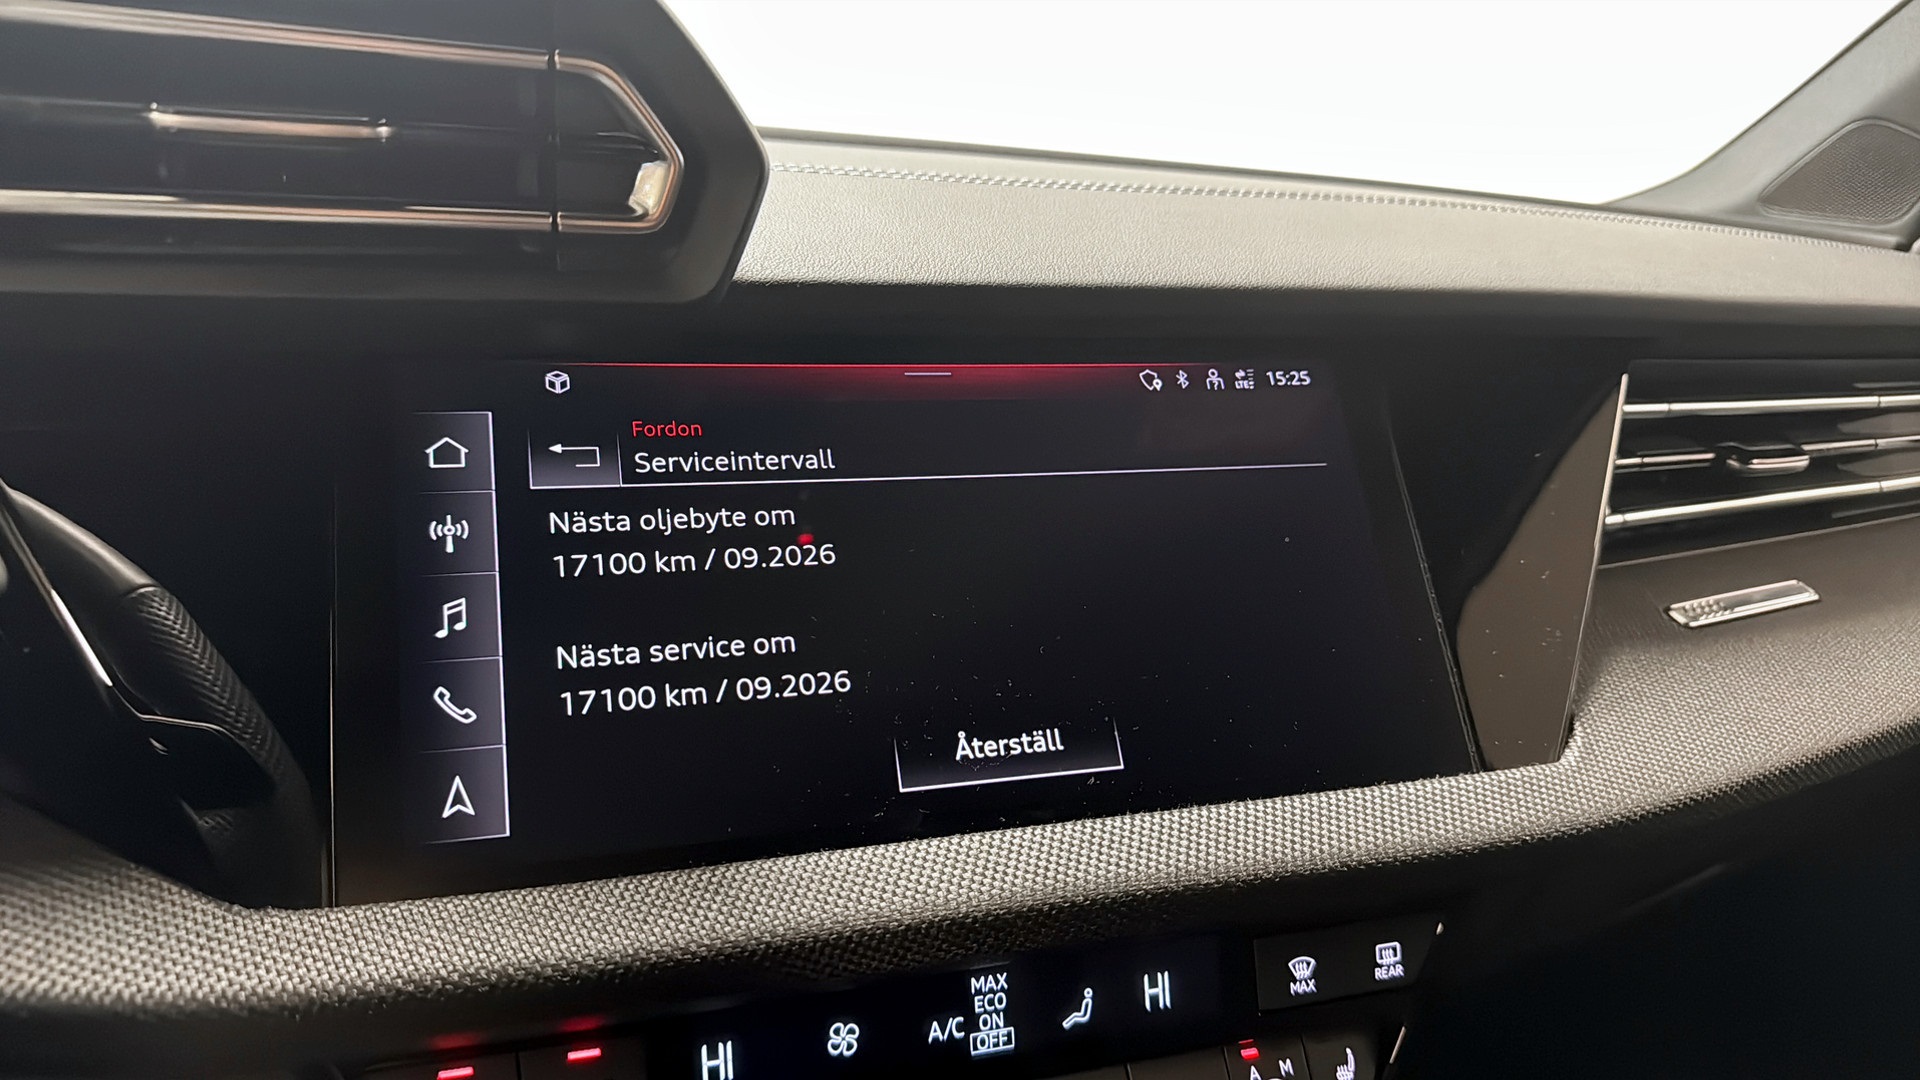 LTE 15:25
Fordon
Serviceintervall
Nästa oljebyte om
17100 km / 09.2026
Nästa service om
17100 km / 09.2026
Återställ
MAX
ECO
A/C ON
OFF
HI
HI
MAX
REAR
A M